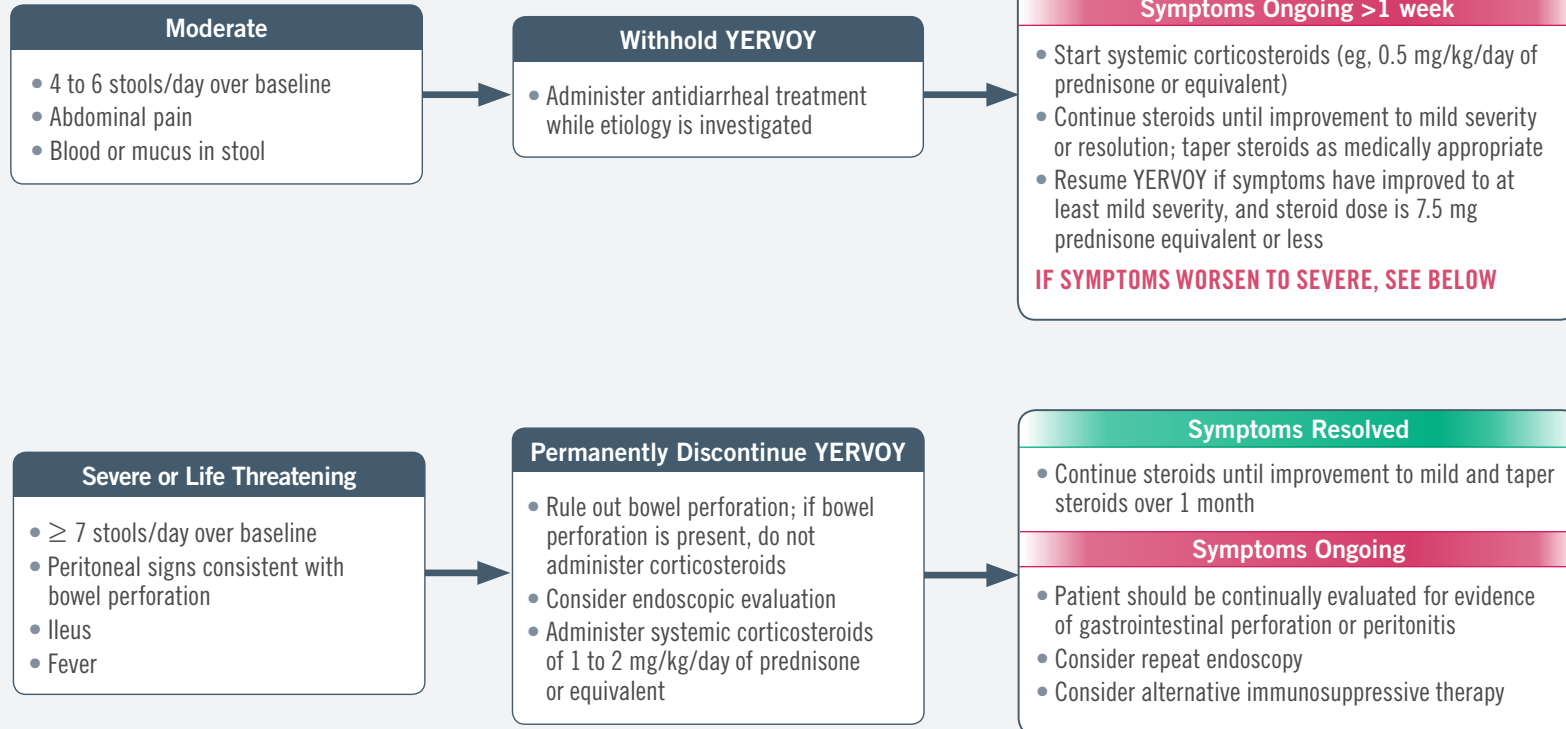 Moderate
• 4 to 6 stools/day over baseline
• Abdominal pain
• Blood or mucus in stool
Withhold YERVOY
• Administer antidiarrheal treatment
while etiology is investigated
Symptoms Ongoing >1 week
• Start systemic corticosteroids (eg, 0.5 mg/kg/day of
prednisone or equivalent)
• Continue steroids until improvement to mild severity
or resolution; taper steroids as medically appropriate
• Resume YERVOY if symptoms have improved to at
least mild severity, and steroid dose is 7.5 mg
prednisone equivalent or less
IF SYMPTOMS WORSEN TO SEVERE, SEE BELOW
Severe or Life Threatening
• ≥ 7 stools/day over baseline
• Peritoneal signs consistent with
bowel perforation
• Ileus
• Fever
Permanently Discontinue YERVOY
• Rule out bowel perforation; if bowel
perforation is present, do not
administer corticosteroids
• Consider endoscopic evaluation
• Administer systemic corticosteroids
of 1 to 2 mg/kg/day of prednisone
or equivalent
Symptoms Resolved
• Continue steroids until improvement to mild and taper
steroids over 1 month
Symptoms Ongoing
• Patient should be continually evaluated for evidence
of gastrointestinal perforation or peritonitis
• Consider repeat endoscopy
• Consider alternative immunosuppressive therapy